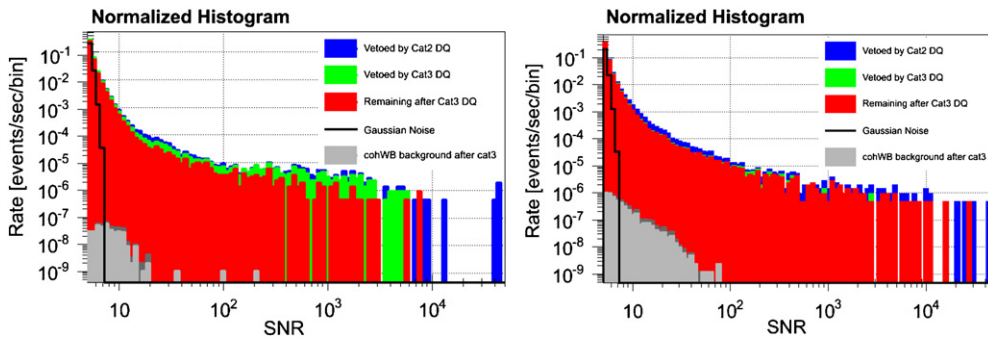 Normalized Histogram
Rate [events/sec/bin]
10⁻¹
10⁻²
10⁻³
10⁻⁴
10⁻⁵
10⁻⁶
10⁻⁷
10⁻⁸
10⁻⁹
Vetoed by Cat2 DQ
Vetoed by Cat3 DQ
Remaining after Cat3 DQ
Gaussian Noise
cohWB background after cat3
10
10²
10³
10⁴
SNR
Normalized Histogram
Rate [events/sec/bin]
10⁻¹
10⁻²
10⁻³
10⁻⁴
10⁻⁵
10⁻⁶
10⁻⁷
10⁻⁸
10⁻⁹
Vetoed by Cat2 DQ
Vetoed by Cat3 DQ
Remaining after Cat3 DQ
Gaussian Noise
cohWB background after cat3
10
10²
10³
10⁴
SNR